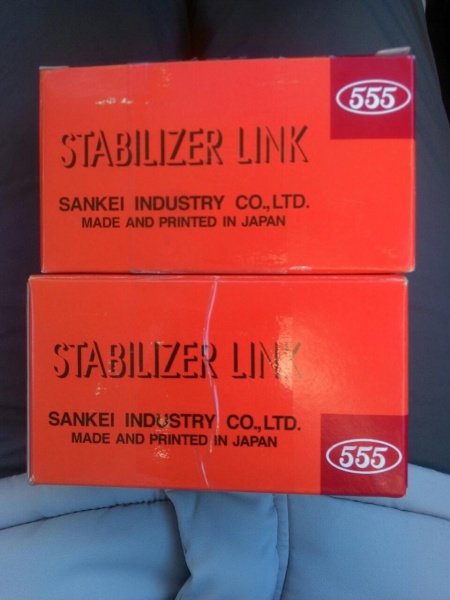 555
STABILIZER LINK
SANKEI INDUSTRY CO.,LTD.
MADE AND PRINTED IN JAPAN
STABILIZER LINK
SANKEI INDUSTRY CO.,LTD.
MADE AND PRINTED IN JAPAN
555